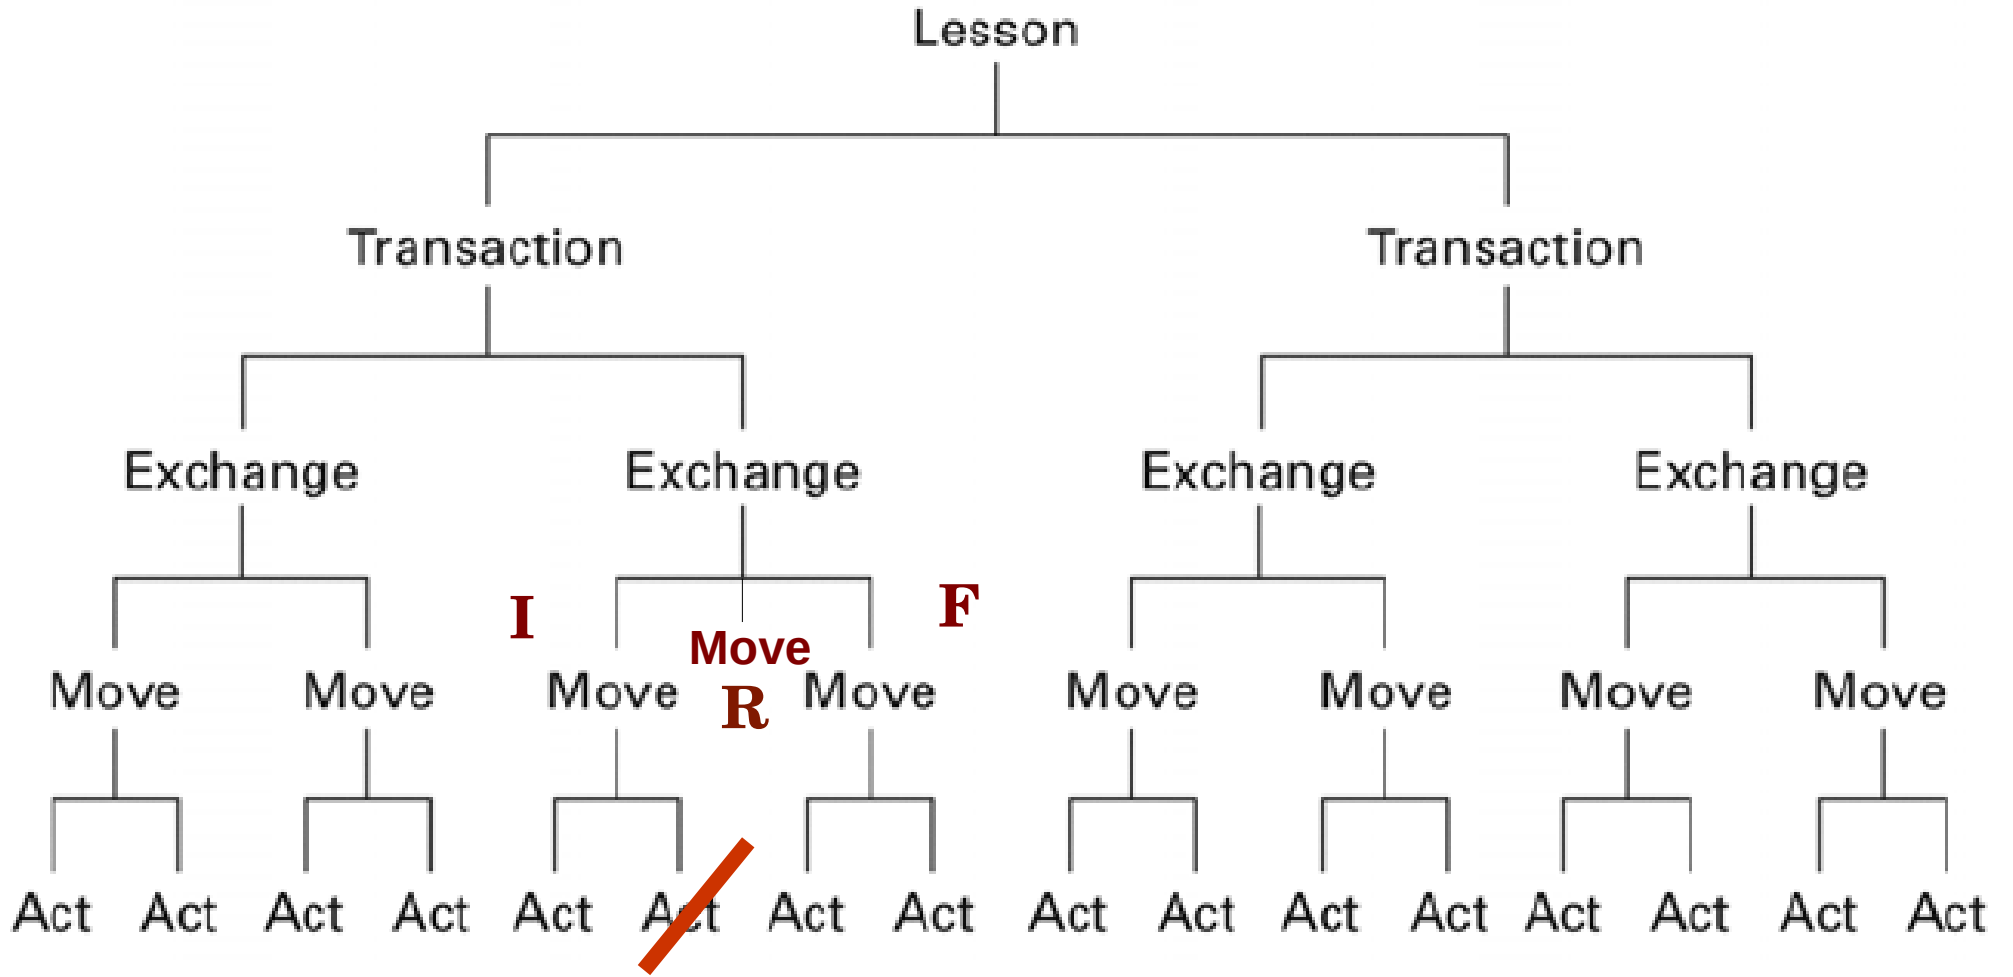 Lesson
Transaction Transaction
Exchange Exchange Exchange Exchange
I F
Move
Move Move Move Move Move Move Move Move
R
Act Act Act Act Act Act Act Act Act Act Act Act Act Act Act Act